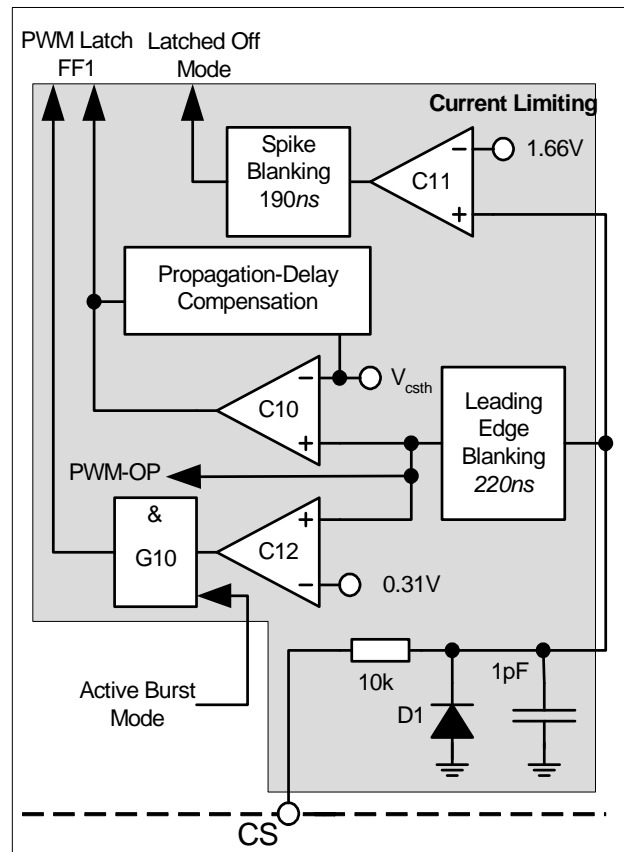 PWM Latch
FF1
Latched Off
Mode
Current Limiting
Spike
Blanking
190ns
C11
1.66V
Propagation-Delay
Compensation
C10
Vcsth
Leading
Edge
Blanking
220ns
PWM-OP
&
G10
C12
0.31V
Active Burst
Mode
10k
D1
1pF
CS